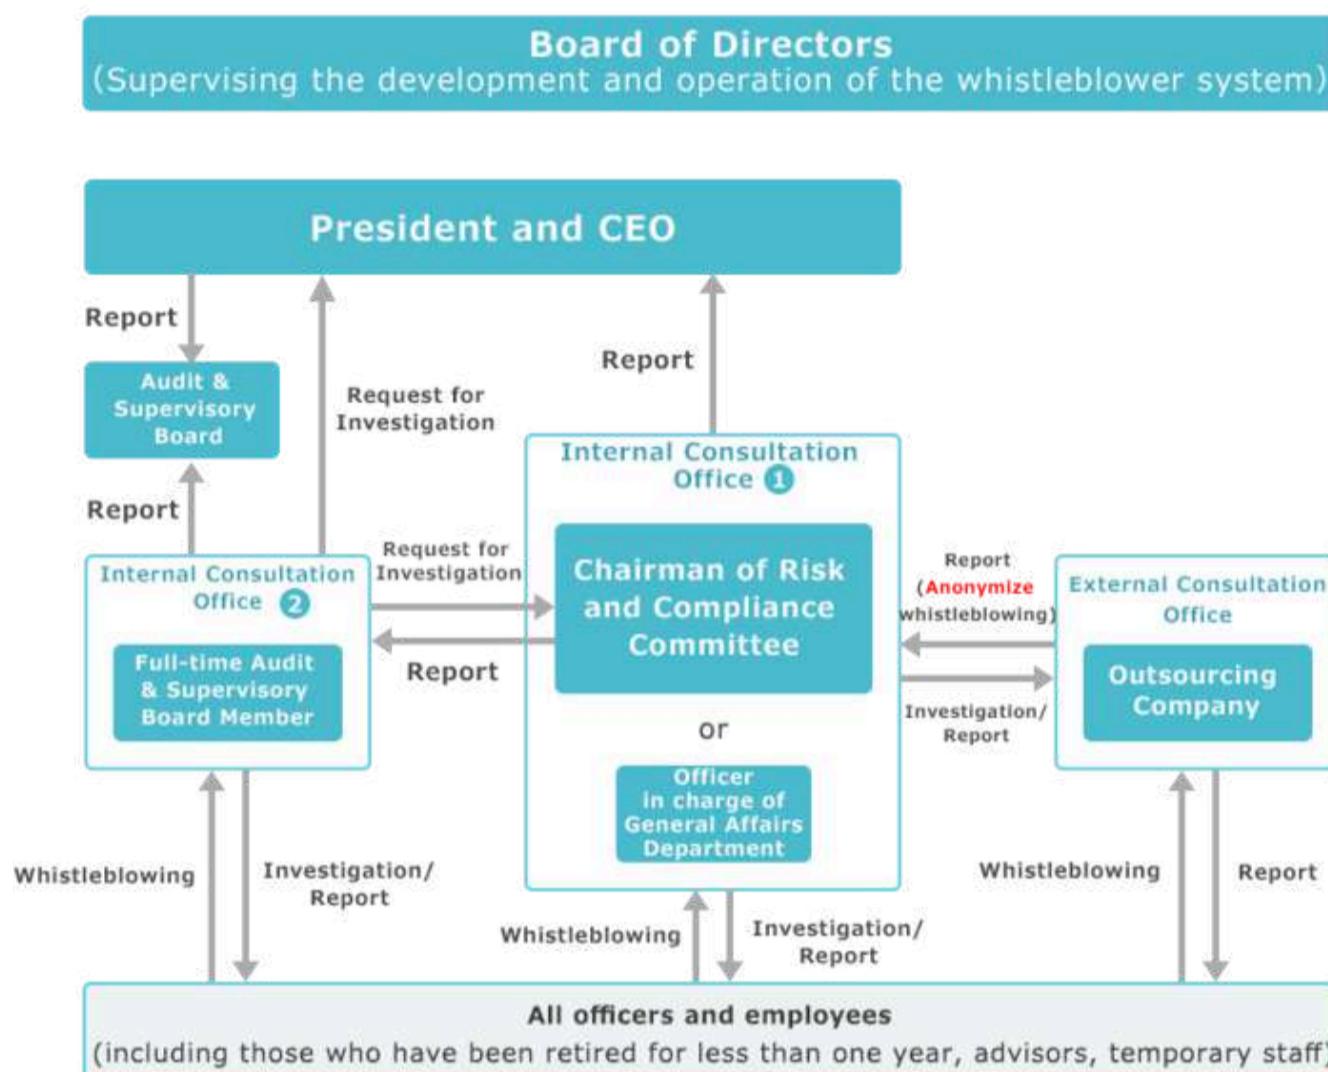 Board of Directors
(Supervising the development and operation of the whistleblower system)
President and CEO
Report
Audit &
Supervisory
Board
Request for
Investigation
Report
Report
Internal Consultation
Office 1
Chairman of Risk
and Compliance
Committee
or
Officer
in charge of
General Affairs
Department
Request for
Investigation
Report
Internal Consultation
Office 2
Full-time Audit
& Supervisory
Board Member
Report
(Anonymize
whistleblowing)
Investigation/
Report
External Consultation
Office
Outsourcing
Company
Whistleblowing
Investigation/
Report
Whistleblowing
Investigation/
Report
Whistleblowing
Report
All officers and employees
(including those who have been retired for less than one year, advisors, temporary staff)